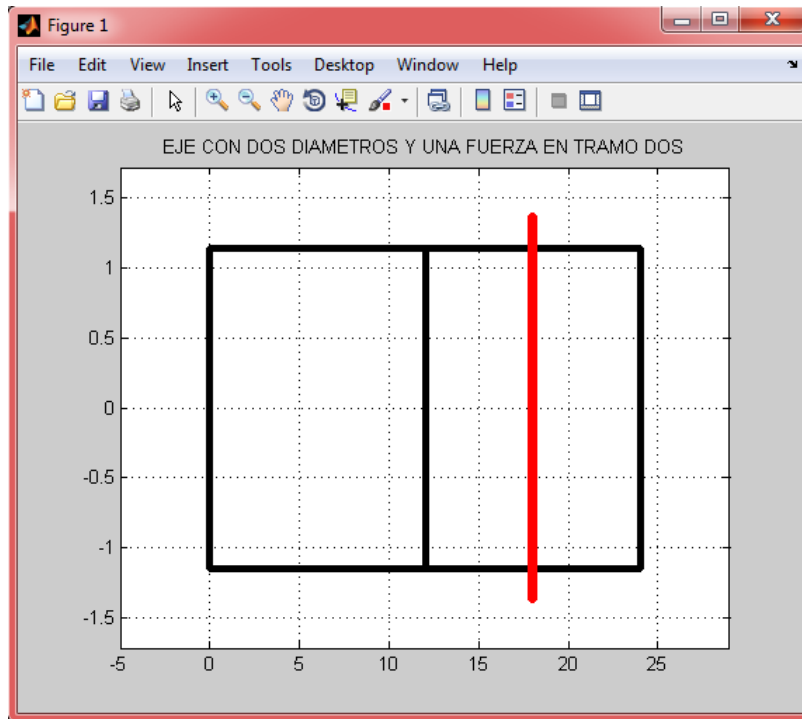 Figure 1
File Edit View Insert Tools Desktop Window Help
EJE CON DOS DIAMETROS Y UNA FUERZA EN TRAMO DOS
1.5
1
0.5
0
-0.5
-1
-1.5
-5 0 5 10 15 20 25